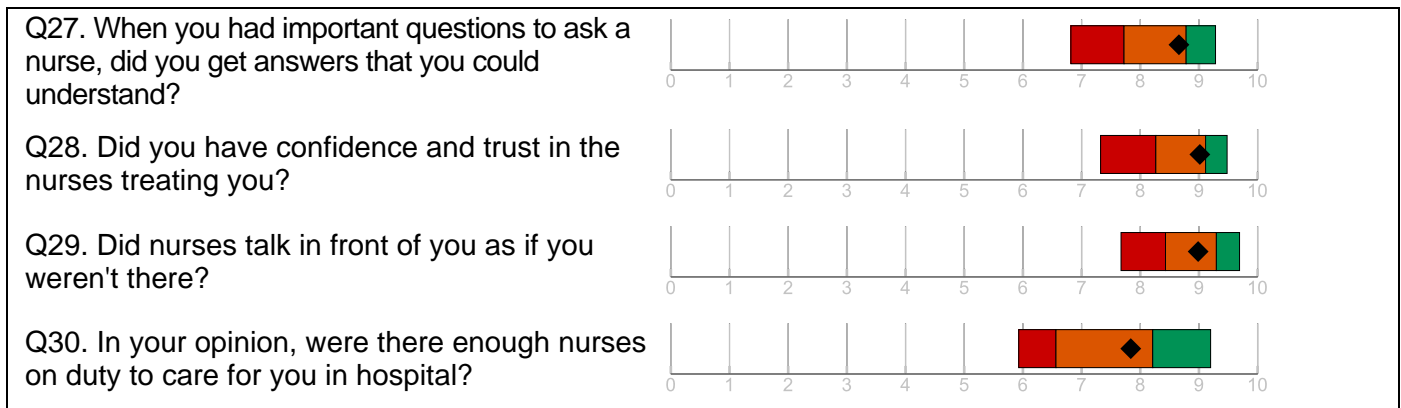 Q27. When you had important questions to ask a
nurse, did you get answers that you could
understand?
0 1 2 3 4 5 6 7 8 9 10
Q28. Did you have confidence and trust in the
nurses treating you?
0 1 2 3 4 5 6 7 8 9 10
Q29. Did nurses talk in front of you as if you
weren't there?
0 1 2 3 4 5 6 7 8 9 10
Q30. In your opinion, were there enough nurses
on duty to care for you in hospital?
0 1 2 3 4 5 6 7 8 9 10